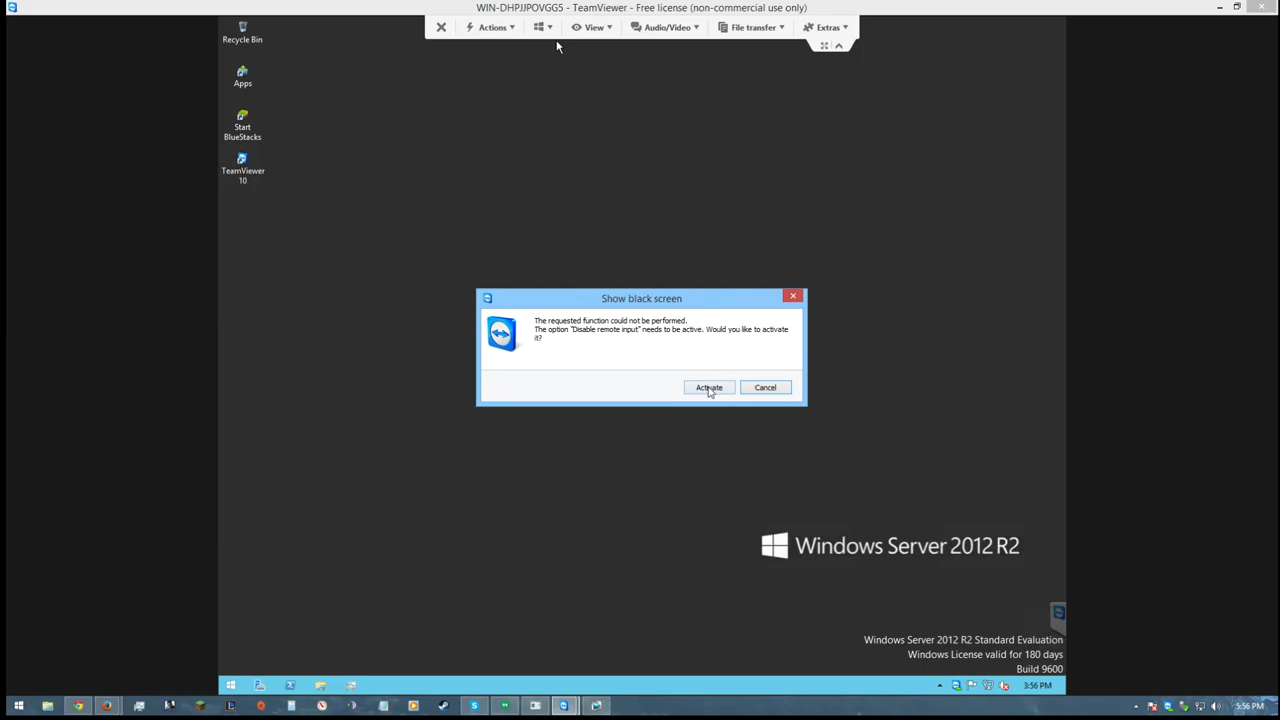 WIN-DHPJJPOVGG5 - TeamViewer - Free license (non-commercial use only)
Actions
View
Audio/Video
File transfer
Extras
Recycle Bin
Apps
Start
BlueStacks
TeamViewer
10
Show black screen
The requested function could not be performed.
The option "Disable remote input" needs to be active. Would you like to activate
it?
Activate
Cancel
Windows Server 2012 R2
Windows Server 2012 R2 Standard Evaluation
Windows License valid for 180 days
Build 9600
3:56 PM
5:56 PM